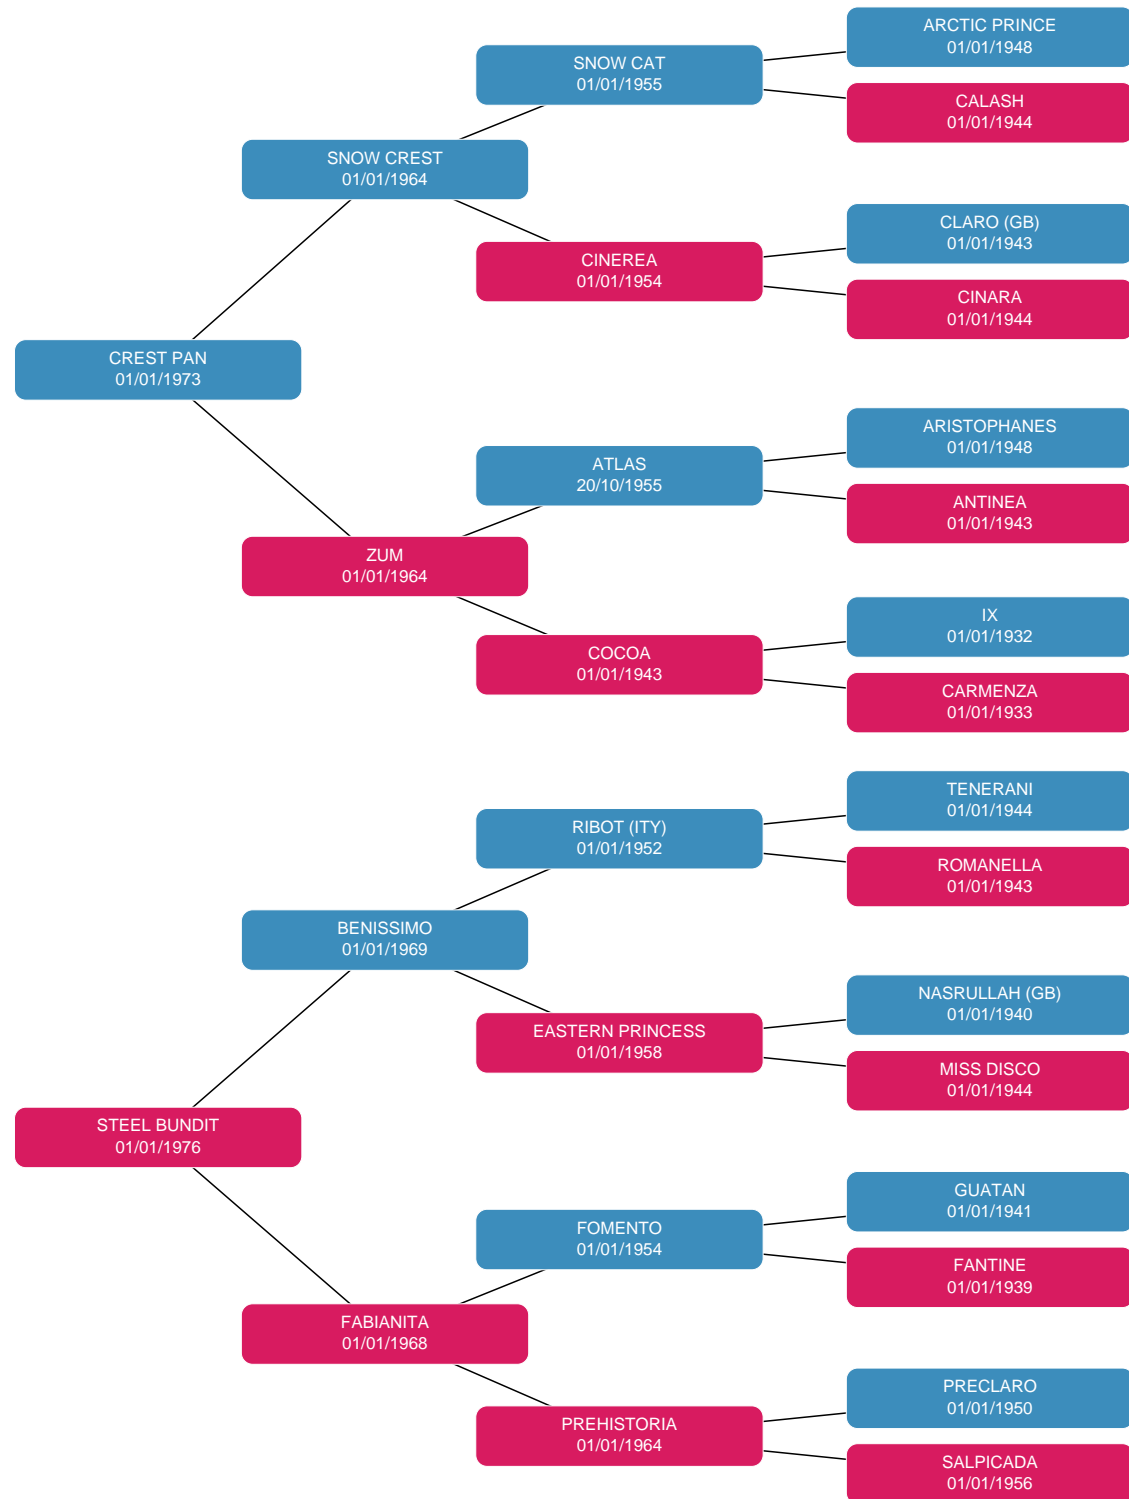 ARCTIC PRINCE
01/01/1948
SNOW CAT
01/01/1955
CALASH
01/01/1944
SNOW CREST
01/01/1964
CLARO (GB)
01/01/1943
CINEREA
01/01/1954
CINARA
01/01/1944
CREST PAN
01/01/1973
ARISTOPHANES
01/01/1948
ATLAS
20/10/1955
ANTINEA
01/01/1943
ZUM
01/01/1964
IX
01/01/1932
COCOA
01/01/1943
CARMENZA
01/01/1933
TENERANI
01/01/1944
RIBOT (ITY)
01/01/1952
ROMANELLA
01/01/1943
BENISSIMO
01/01/1969
NASRULLAH (GB)
01/01/1940
EASTERN PRINCESS
01/01/1958
MISS DISCO
01/01/1944
STEEL BUNDIT
01/01/1976
GUATAN
01/01/1941
FOMENTO
01/01/1954
FANTINE
01/01/1939
FABIANITA
01/01/1968
PRECLARO
01/01/1950
PREHISTORIA
01/01/1964
SALPICADA
01/01/1956